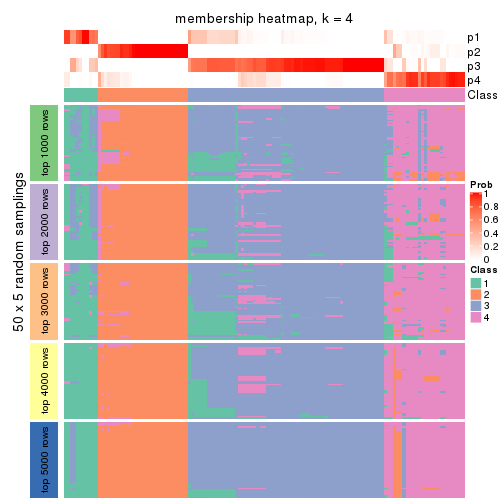 membership heatmap, k = 4
p1
p2
p3
p4
Class
50 x 5 random samplings
top 1000 rows
top 2000 rows
top 3000 rows
top 4000 rows
top 5000 rows
Prob
1
0.8
0.6
0.4
0.2
0
Class
1
2
3
4